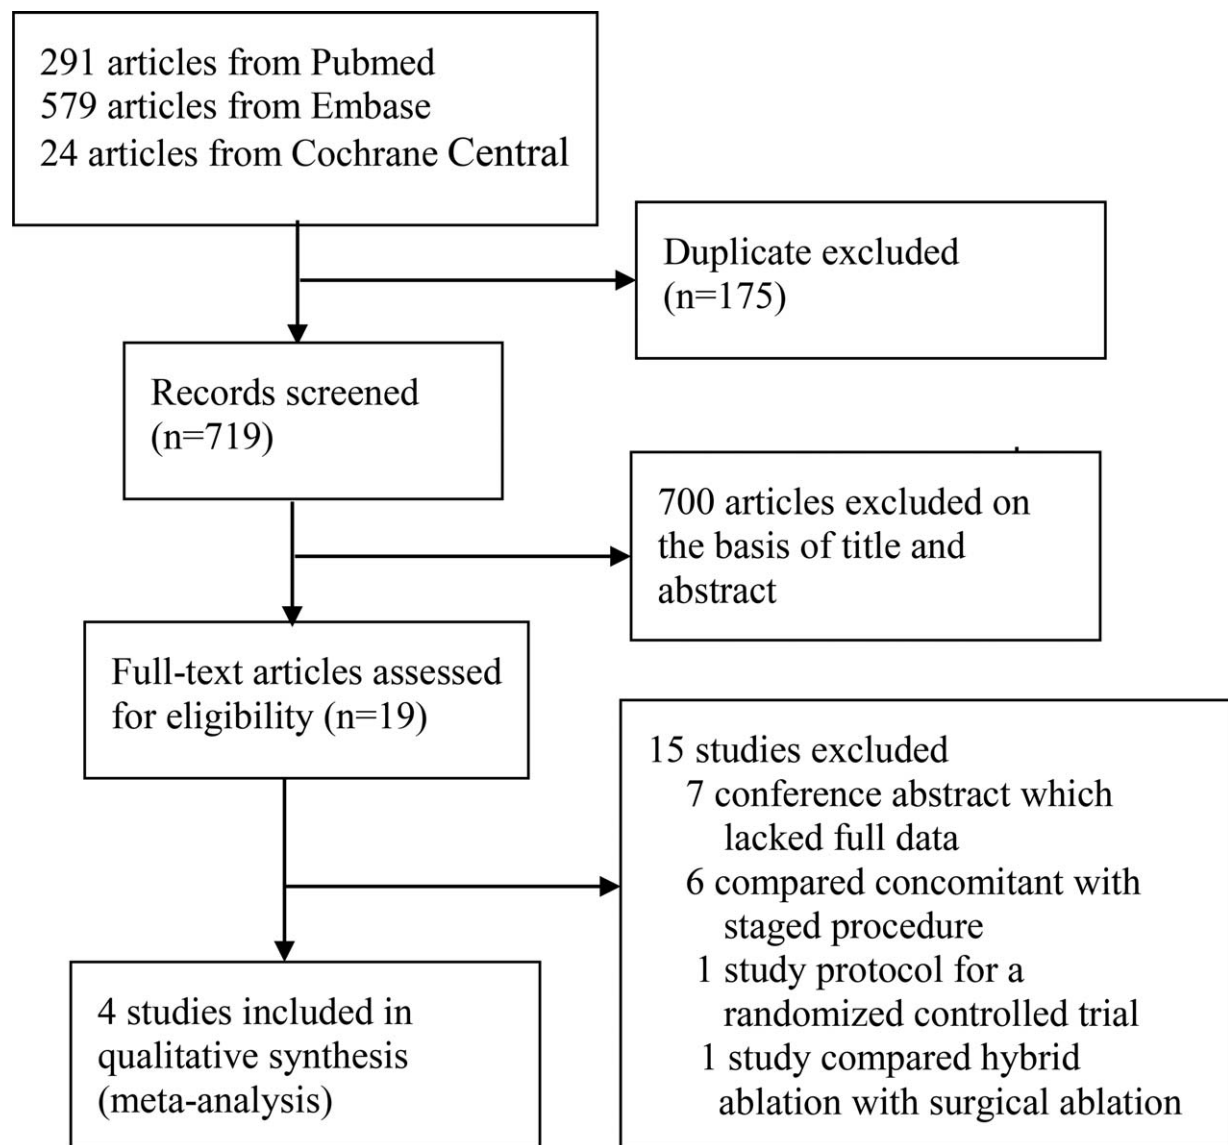 291 articles from Pubmed
579 articles from Embase
24 articles from Cochrane Central
Duplicate excluded
(n=175)
Records screened
(n=719)
700 articles excluded on
the basis of title and
abstract
Full-text articles assessed
for eligibility (n=19)
15 studies excluded
7 conference abstract which
lacked full data
6 compared concomitant with
staged procedure
1 study protocol for a
randomized controlled trial
1 study compared hybrid
ablation with surgical ablation
4 studies included in
qualitative synthesis
(meta-analysis)